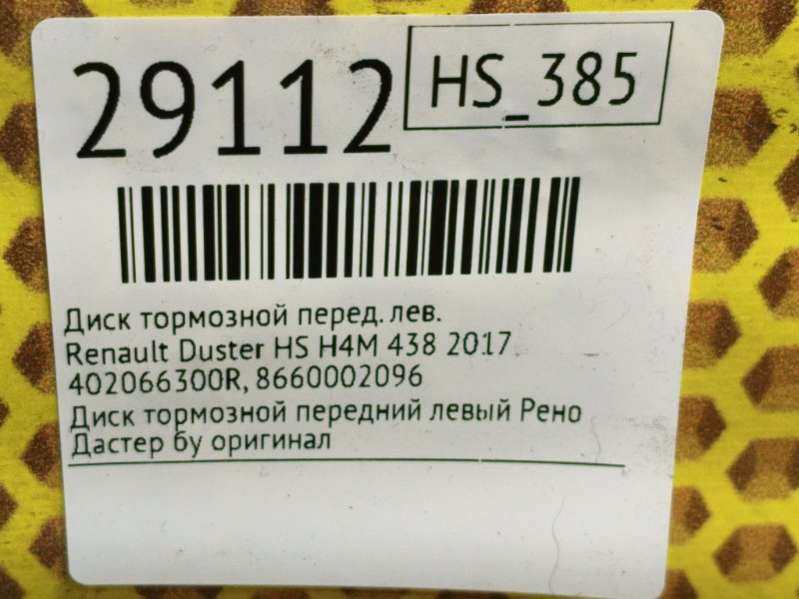 29112
HS_385
Диск тормозной перед. лев.
Renault Duster HS H4M 438 2017
402066300R, 8660002096
Диск тормозной передний левый Рено
Дастер бу оригинал